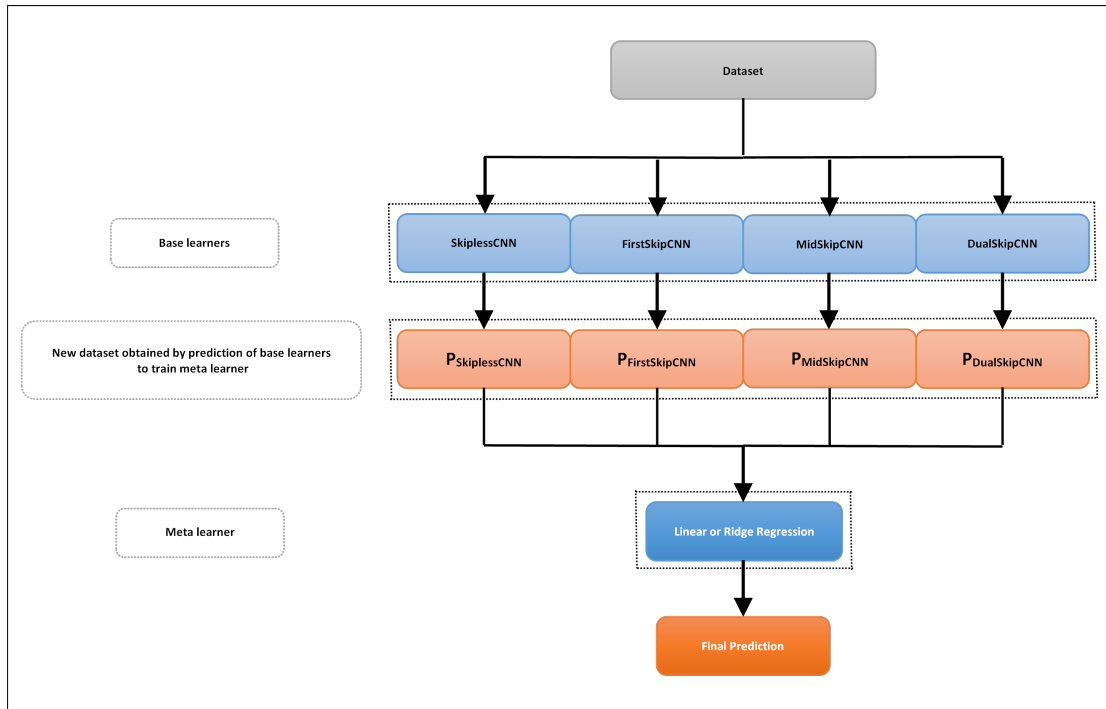 Dataset
Base learners
SkiplessCNN
FirstSkipCNN
MidSkipCNN
DualSkipCNN
New dataset obtained by prediction of base learners
to train meta learner
PSkiplessCNN
PFirstSkipCNN
PMidSkipCNN
PDualSkipCNN
Meta learner
Linear or Ridge Regression
Final Prediction